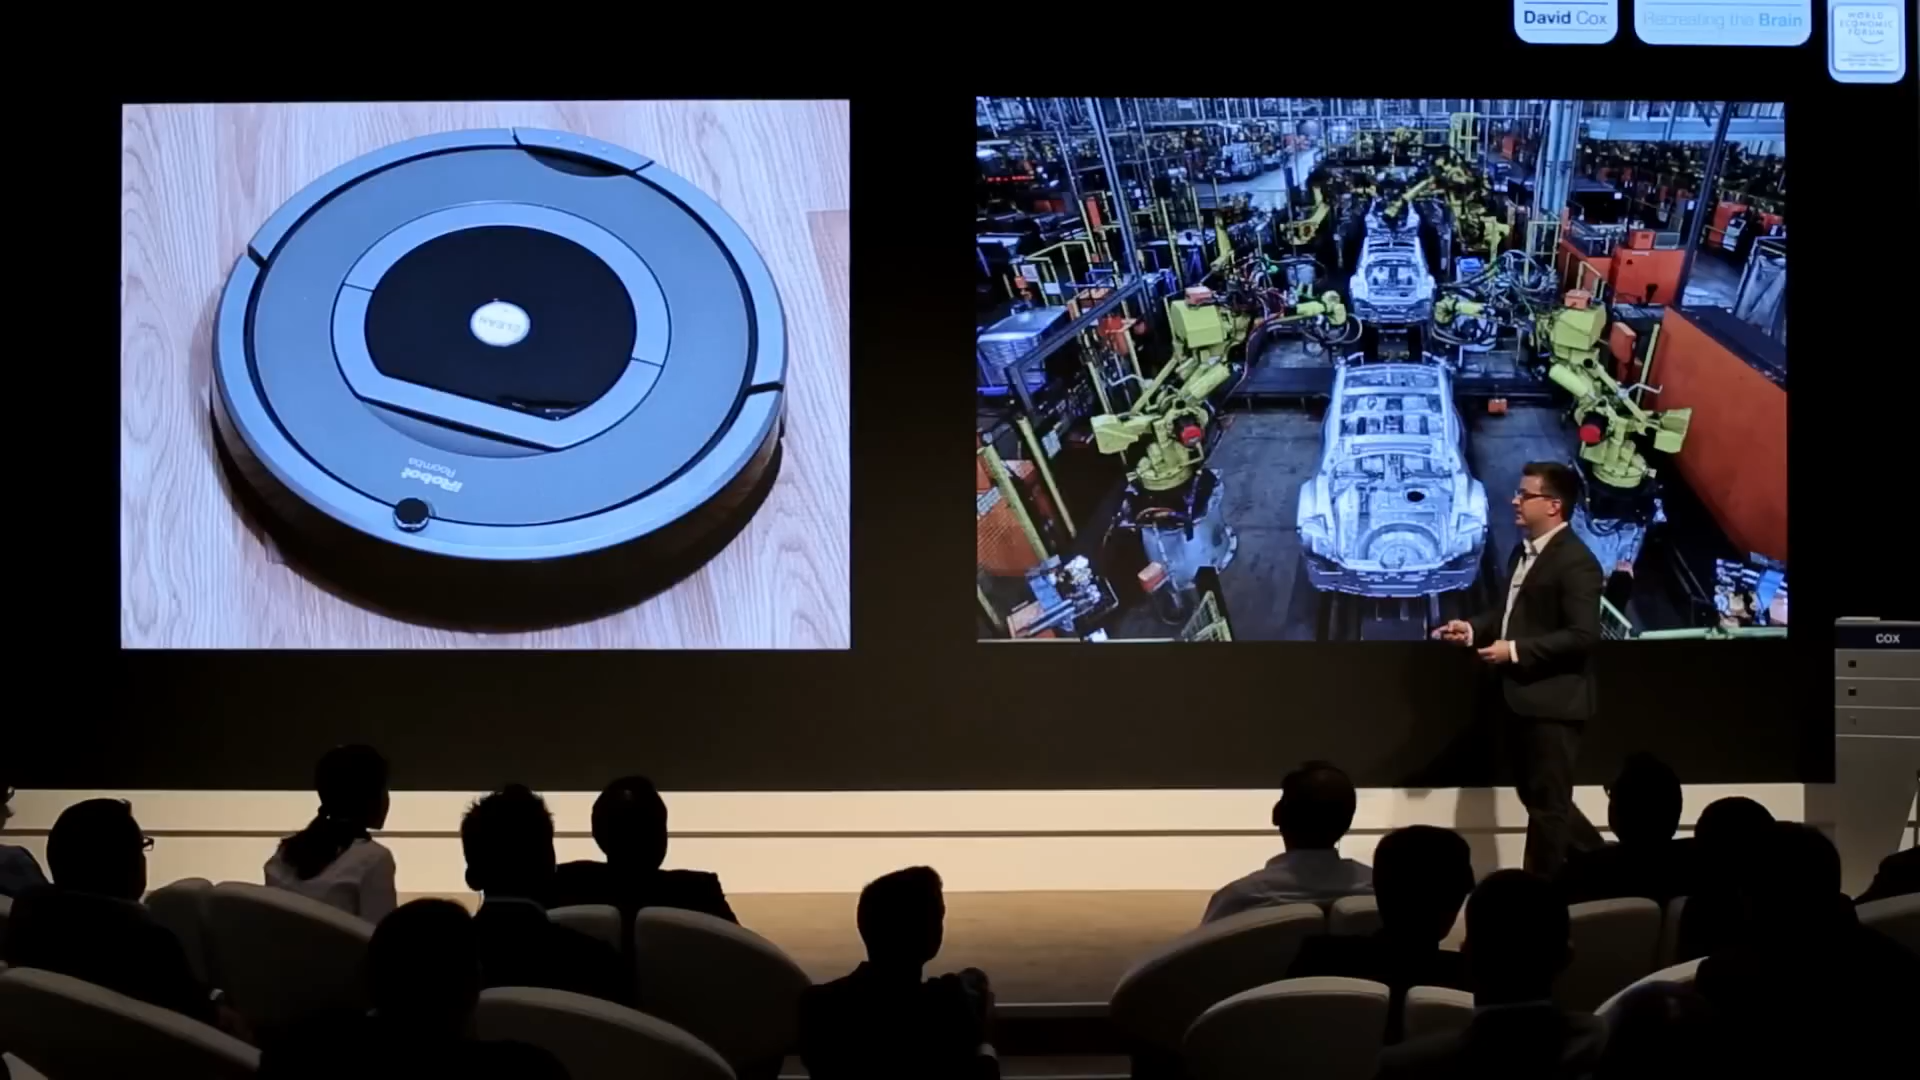 David Cox
Recreating the Brain
WORLD
ECONOMIC
FORUM
CLEAN
iRobot
Roomba
COX